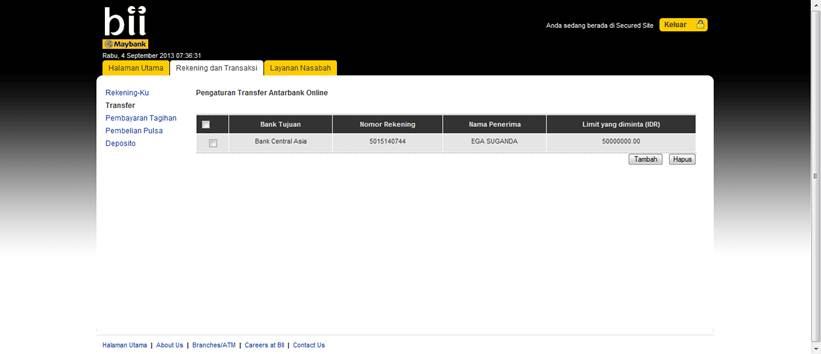 bii
Maybank
Anda sedang berada di Secured Site Keluar
Rabu, 4 September 2013 07:36:31
Halaman Utama Rekening dan Transaksi Layanan Nasabah
Rekening-Ku
Transfer
Pembayaran Tagihan
Pembelian Pulsa
Deposito
Pengaturan Transfer Antarbank Online
Bank Tujuan Nomor Rekening Nama Penerima Limit yang diminta (IDR)
Bank Central Asia 5015140744 EGA SUGANDA 50000000.00
Tambah Hapus
Halaman Utama | About Us | Branches/ATM | Careers at BII | Contact Us